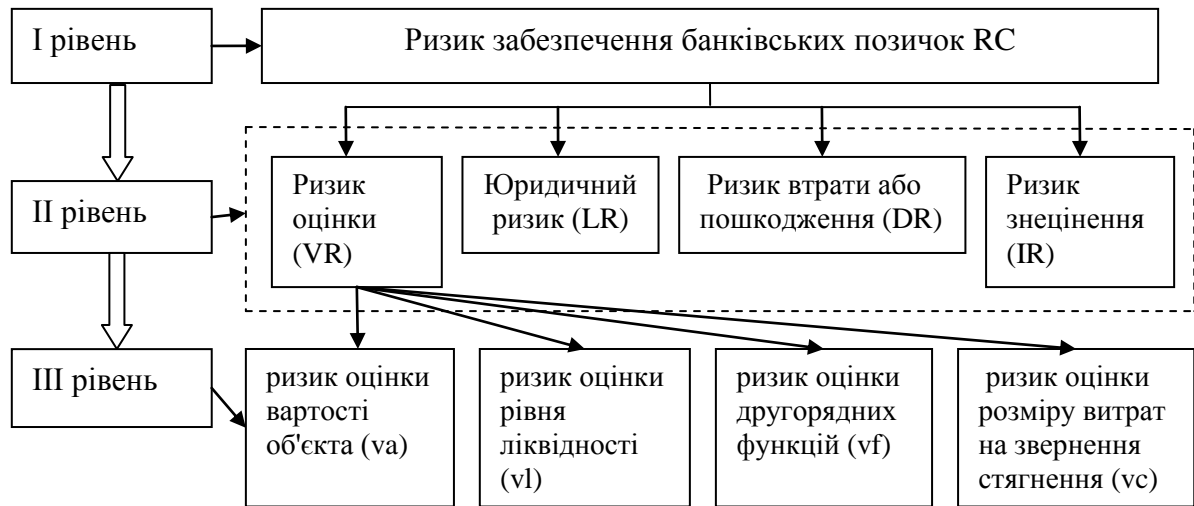 І рівень
Ризик забезпечення банківських позичок RC
ІІ рівень
Ризик
оцінки
(VR)
Юридичний
ризик (LR)
Ризик втрати або
пошкодження (DR)
Ризик
знецінення
(IR)
ІІІ рівень
ризик оцінки
вартості
об'єкта (va)
ризик оцінки
рівня
ліквідності
(vl)
ризик оцінки
другорядних
функцій (vf)
ризик оцінки
розміру витрат
на звернення
стягнення (vc)